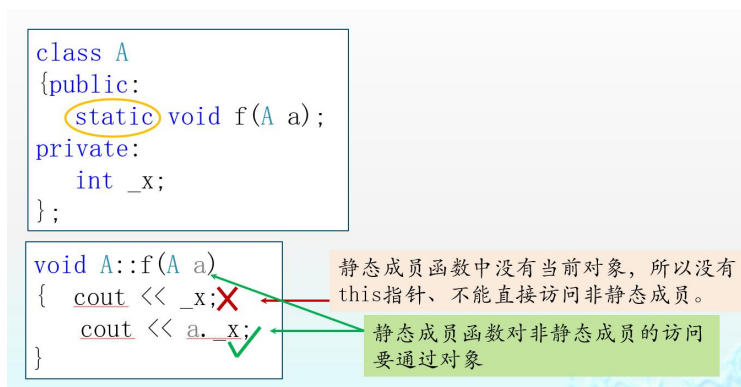 class A
{public:
static void f(A a);
private:
int _x;
};
void A::f(A a)
{ cout << _x;
cout << a._x;
}
静态成员函数中没有当前对象，所以没有
this指针、不能直接访问非静态成员。
静态成员函数对非静态成员的访问
要通过对象